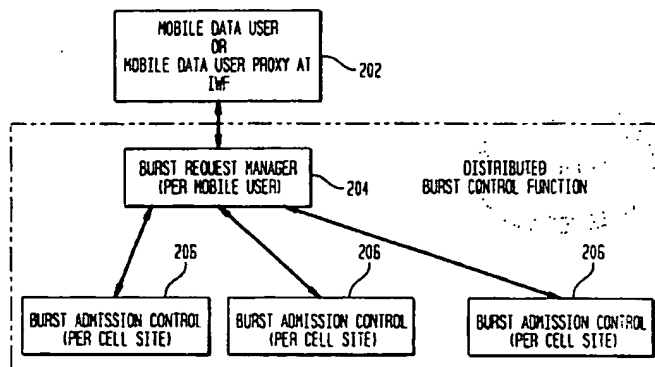 MOBILE DATA USER
OR
MOBILE DATA USER PROXY AT
IWF
202
BURST REQUEST MANAGER
(PER MOBILE USER)
204
DISTRIBUTED
BURST CONTROL FUNCTION
206
206
206
BURST ADMISSION CONTROL
(PER CELL SITE)
BURST ADMISSION CONTROL
(PER CELL SITE)
BURST ADMISSION CONTROL
(PER CELL SITE)